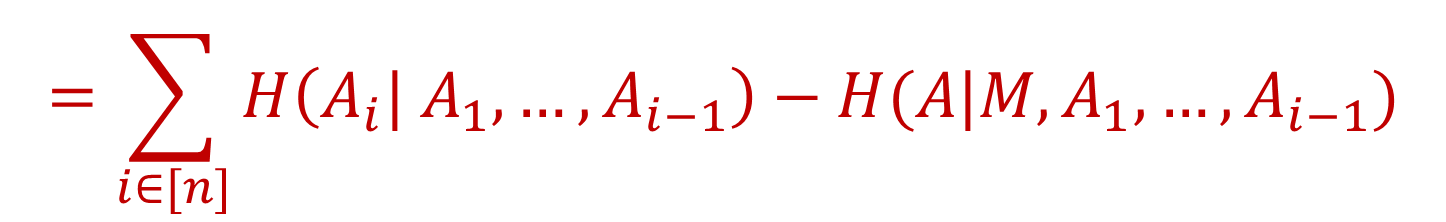 = ∑_{i∈[n]} H(A_i| A_1, … , A_{i−1}) − H(A|M, A_1, … , A_{i−1})